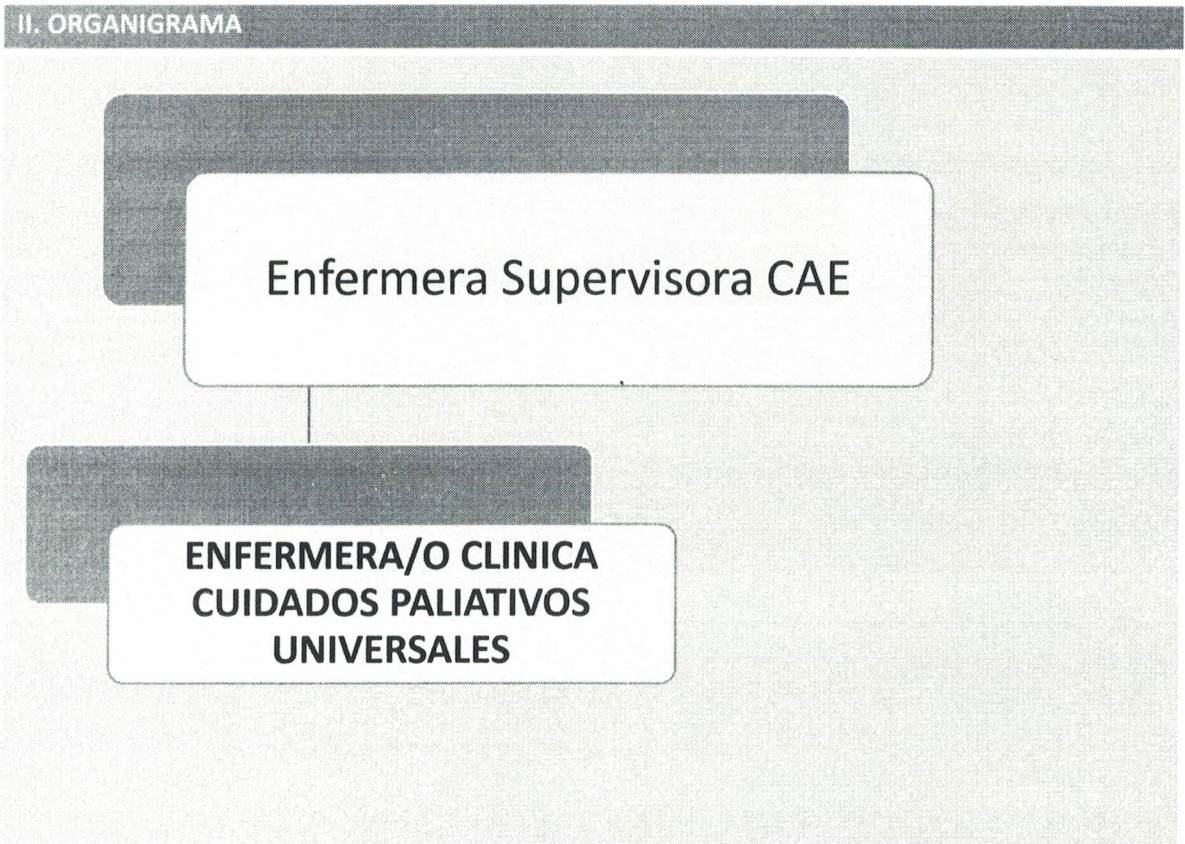 II. ORGANIGRAMA
Enfermera Supervisora CAE
ENFERMERA/O CLINICA
CUIDADOS PALIATIVOS
UNIVERSALES